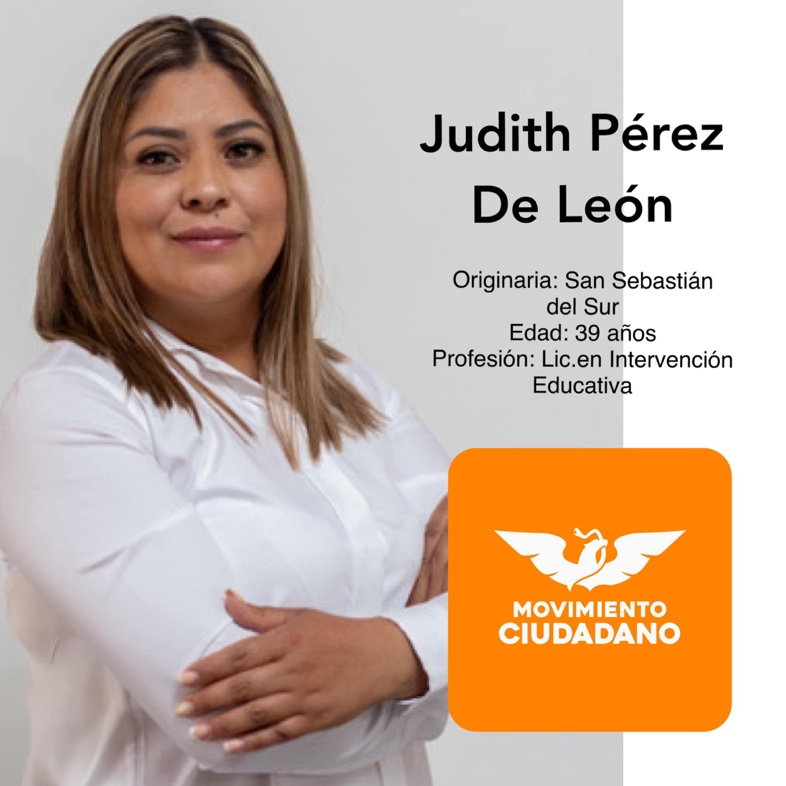 Judith Pérez
De León
Originaria: San Sebastián
del Sur
Edad: 39 años
Profesión: Lic.en Intervención
Educativa
MOVIMIENTO
CIUDADANO